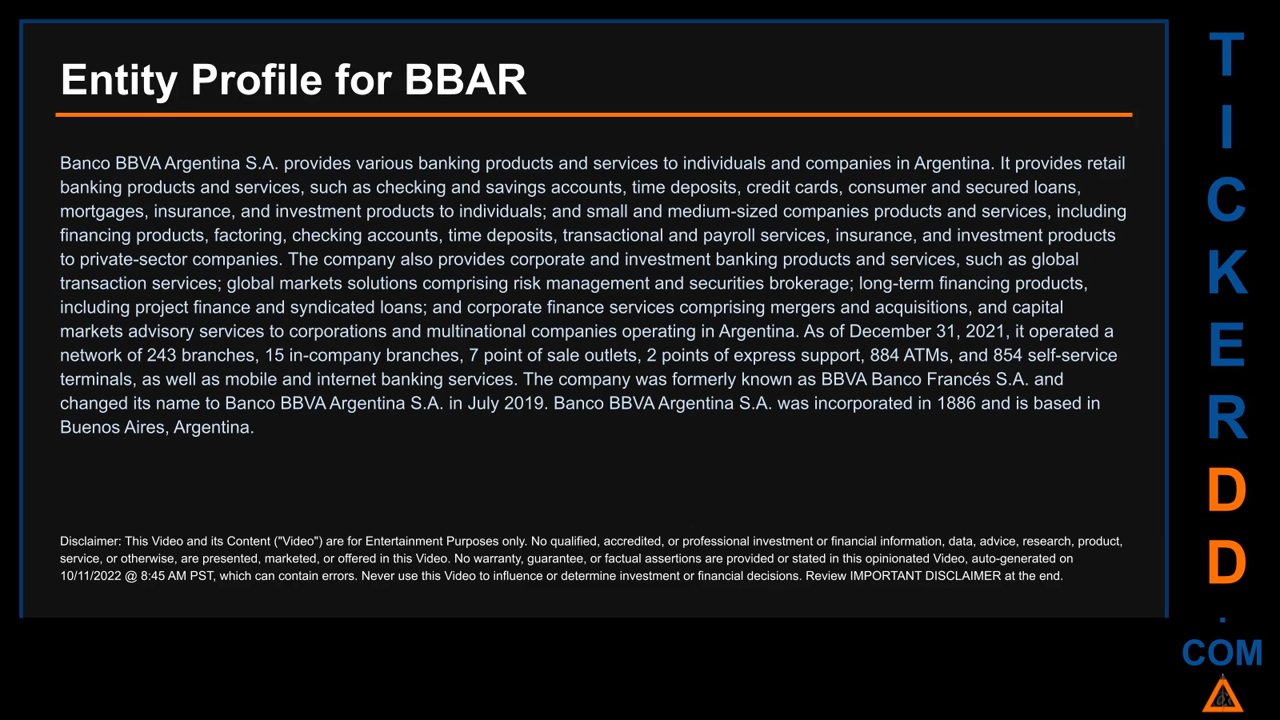 Entity Profile for BBAR
Banco BBVA Argentina S.A. provides various banking products and services to individuals and companies in Argentina. It provides retail
banking products and services, such as checking and savings accounts, time deposits, credit cards, consumer and secured loans,
mortgages, insurance, and investment products to individuals; and small and medium-sized companies products and services, including
financing products, factoring, checking accounts, time deposits, transactional and payroll services, insurance, and investment products
to private-sector companies. The company also provides corporate and investment banking products and services, such as global
transaction services; global markets solutions comprising risk management and securities brokerage; long-term financing products,
including project finance and syndicated loans; and corporate finance services comprising mergers and acquisitions, and capital
markets advisory services to corporations and multinational companies operating in Argentina. As of December 31, 2021, it operated a
network of 243 branches, 15 in-company branches, 7 point of sale outlets, 2 points of express support, 884 ATMs, and 854 self-service
terminals, as well as mobile and internet banking services. The company was formerly known as BBVA Banco Francés S.A. and
changed its name to Banco BBVA Argentina S.A. in July 2019. Banco BBVA Argentina S.A. was incorporated in 1886 and is based in
Buenos Aires, Argentina.
Disclaimer: This Video and its Content ("Video") are for Entertainment Purposes only. No qualified, accredited, or professional investment or financial information, data, advice, research, product,
service, or otherwise, are presented, marketed, or offered in this Video. No warranty, guarantee, or factual assertions are provided or stated in this opinionated Video, auto-generated on
10/11/2022 @ 8:45 AM PST, which can contain errors. Never use this Video to influence or determine investment or financial decisions. Review IMPORTANT DISCLAIMER at the end.
T
I
C
K
E
R
D
D
.
COM